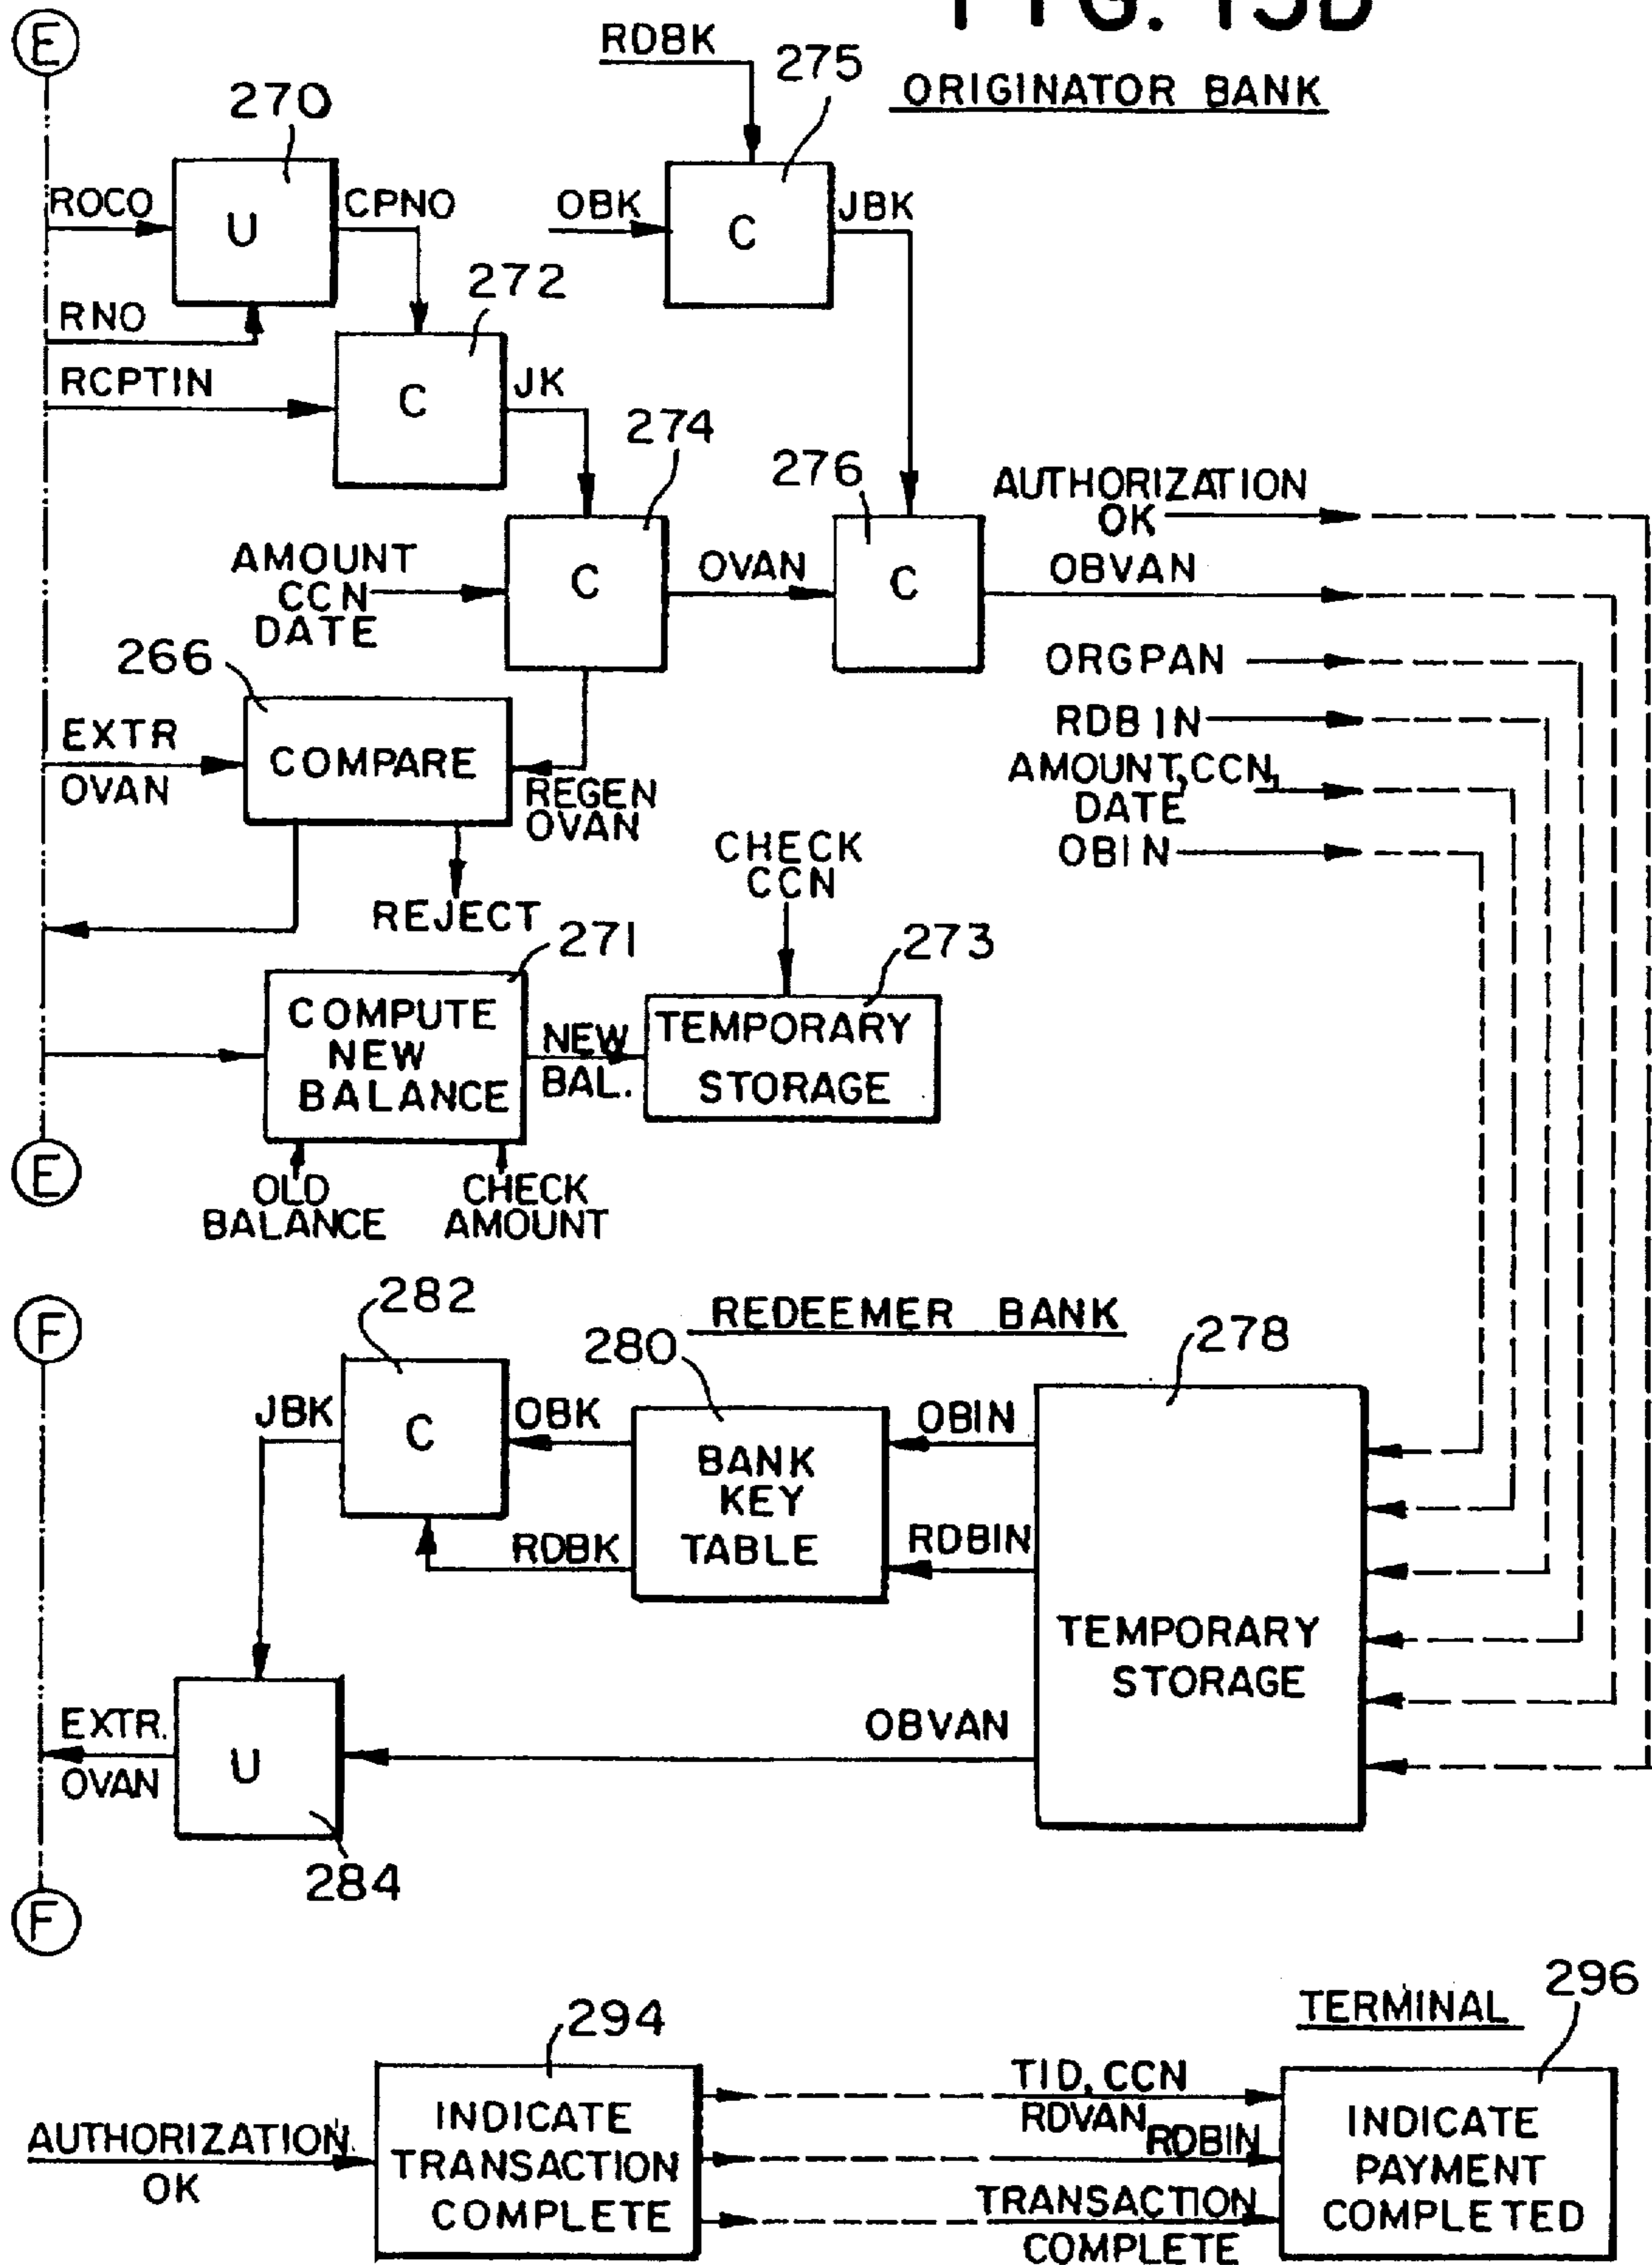 FIG. 13B
E
RDBK
275
ORIGINATOR BANK
270
ROCO
U
CPNO
OBK
C
JBK
RNO
272
RCPTIN
C
JK
274
276
AUTHORIZATION
OK
AMOUNT
CCN
DATE
C
OVAN
C
OBVAN
266
ORGPAN
EXTR
OVAN
COMPARE
REGEN
OVAN
RDBIN
AMOUNT, CCN,
DATE
OBIN
CHECK
CCN
REJECT
271
273
COMPUTE
NEW
BALANCE
NEW
BAL.
TEMPORARY
STORAGE
E
OLD
BALANCE
CHECK
AMOUNT
F
282
REDEEMER BANK
280
278
JBK
C
OBK
BANK
KEY
TABLE
OBIN
RDBK
RDBIN
TEMPORARY
STORAGE
EXTR.
OVAN
U
OBVAN
284
F
294
TERMINAL
296
AUTHORIZATION
OK
INDICATE
TRANSACTION
COMPLETE
TID, CCN
RDVAN
RDBIN
TRANSACTION
COMPLETE
INDICATE
PAYMENT
COMPLETED